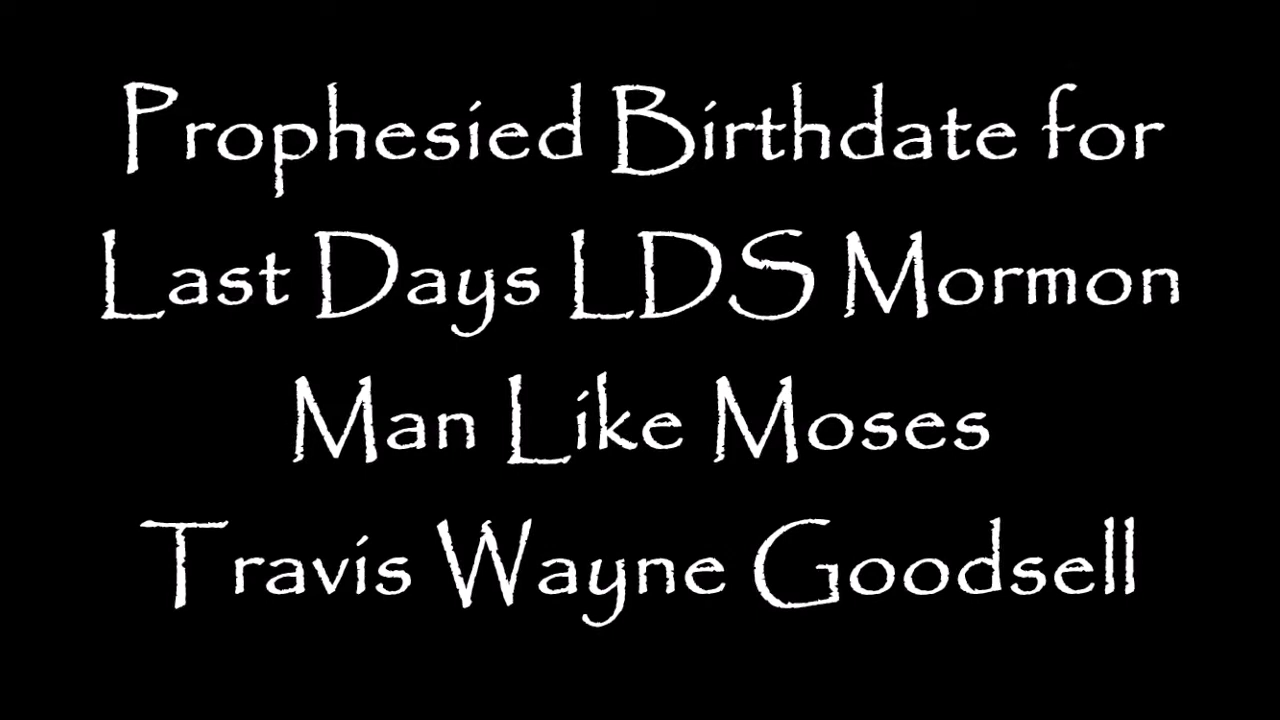 Prophesied Birthdate for
Last Days LDS Mormon
Man Like Moses
Travis Wayne Goodsell